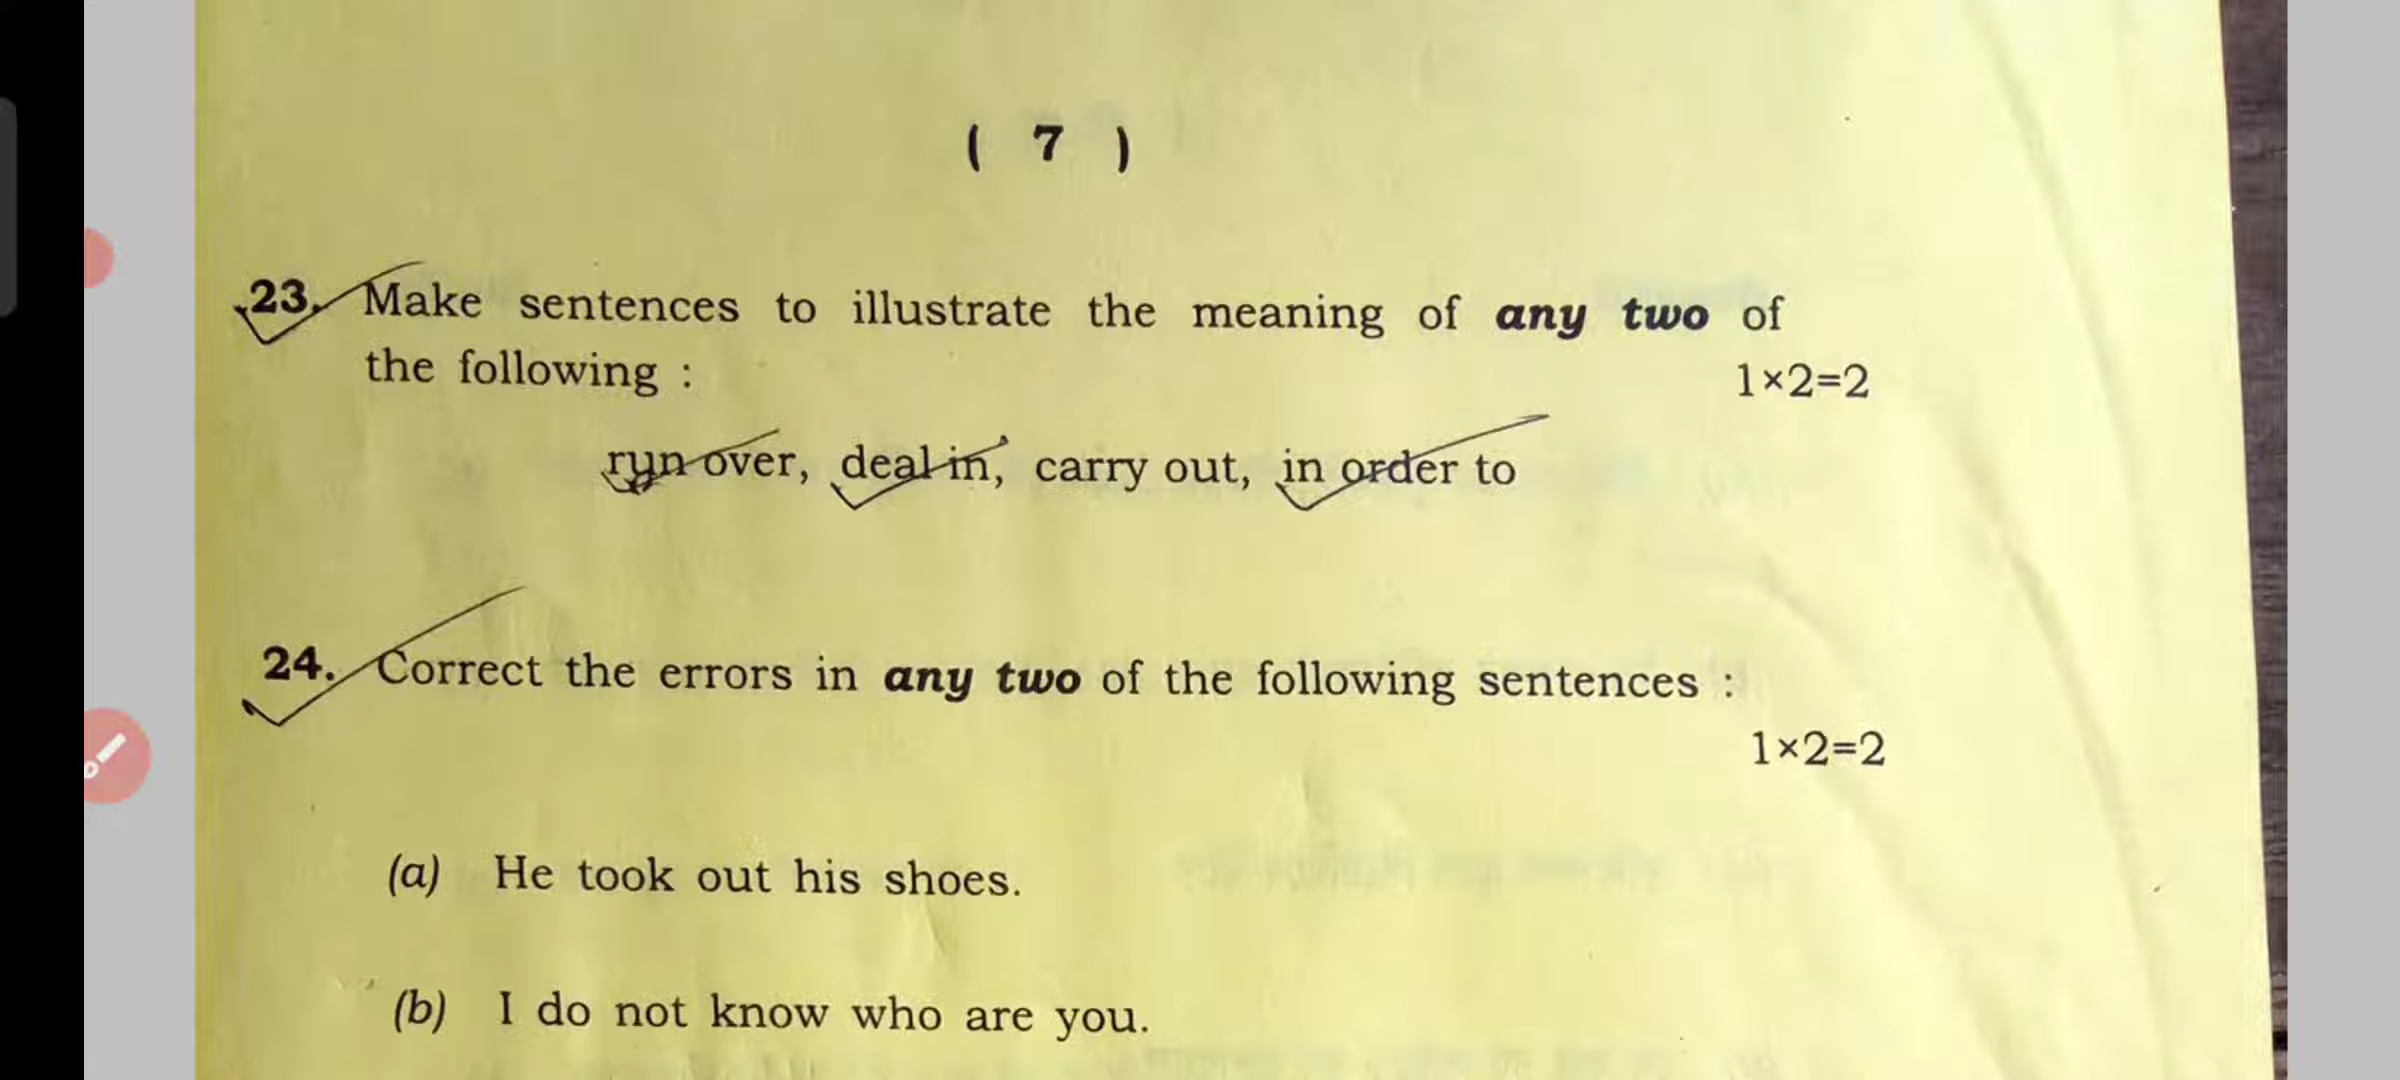 ( 7 )
23. Make sentences to illustrate the meaning of any two of
the following :
1×2=2
run over, deal in, carry out, in order to
24. Correct the errors in any two of the following sentences :
1×2=2
(a) He took out his shoes.
(b) I do not know who are you.